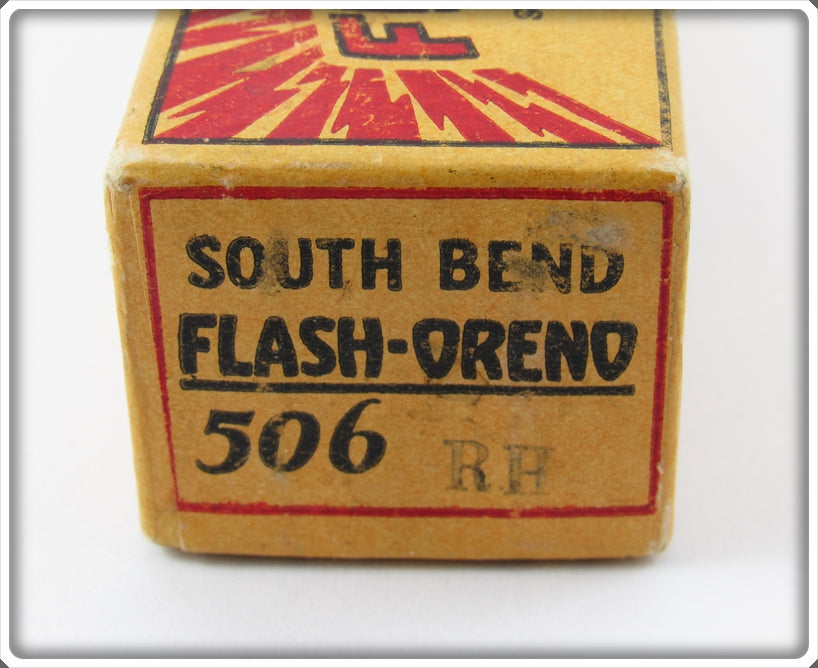 SOUTH BEND
FLASH-ORENO
506 RH